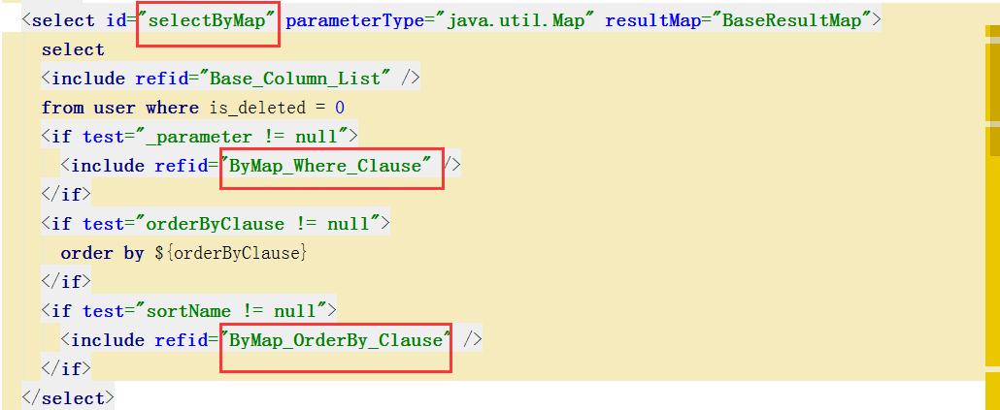 <select id="selectByMap" parameterType="java.util.Map" resultMap="BaseResultMap">
select
<include refid="Base_Column_List" />
from user where is_deleted = 0
<if test="_parameter != null">
<include refid="ByMap_Where_Clause" />
</if>
<if test="orderByClause != null">
order by ${orderByClause}
</if>
<if test="sortName != null">
<include refid="ByMap_OrderBy_Clause" />
</if>
</select>